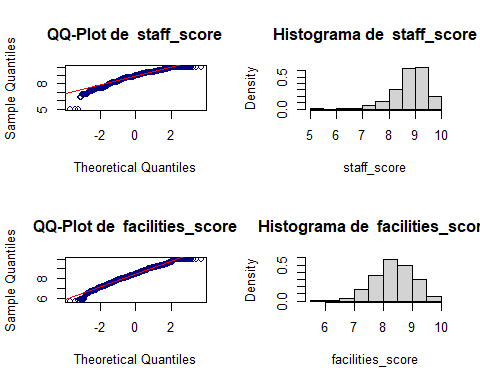 QQ-Plot de  staff_score
Sample Quantiles
5 8
-2 0 2
Theoretical Quantiles
Histograma de  staff_score
Density
0.0 0.5
5 6 7 8 9 10
staff_score
QQ-Plot de  facilities_score
Sample Quantiles
6 8
-2 0 2
Theoretical Quantiles
Histograma de  facilities_scor
Density
0.0 0.5
6 7 8 9 10
facilities_score